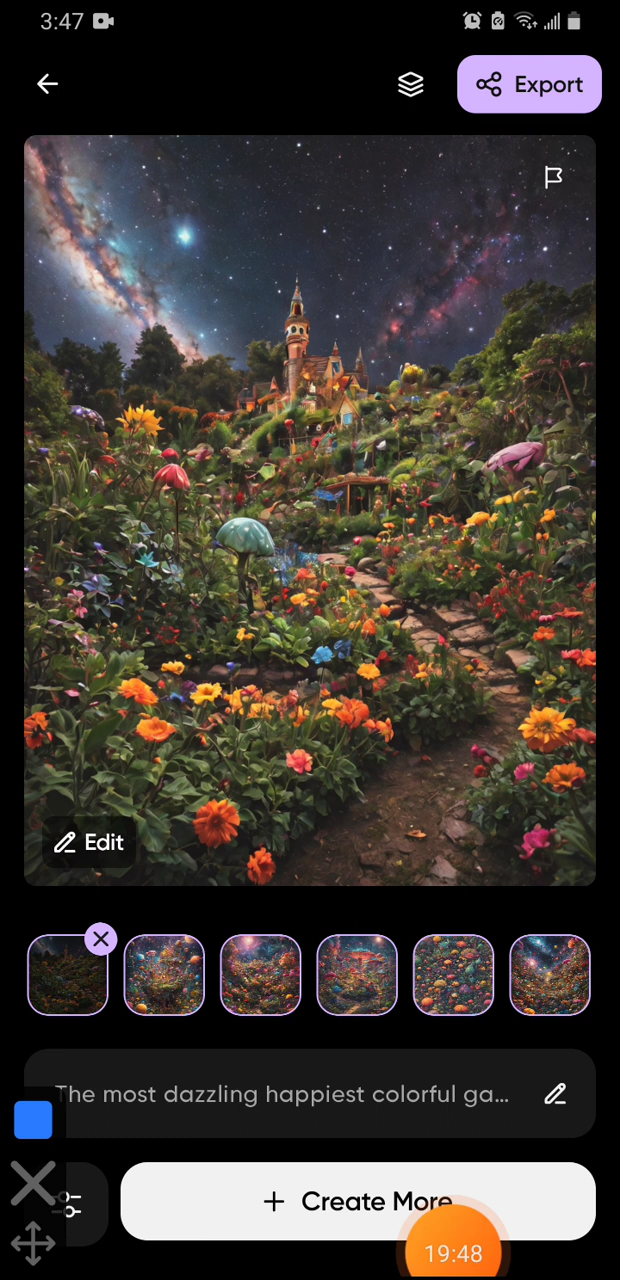 3:47
Export
Edit
The most dazzling happiest colorful ga...
+ Create More
19:48